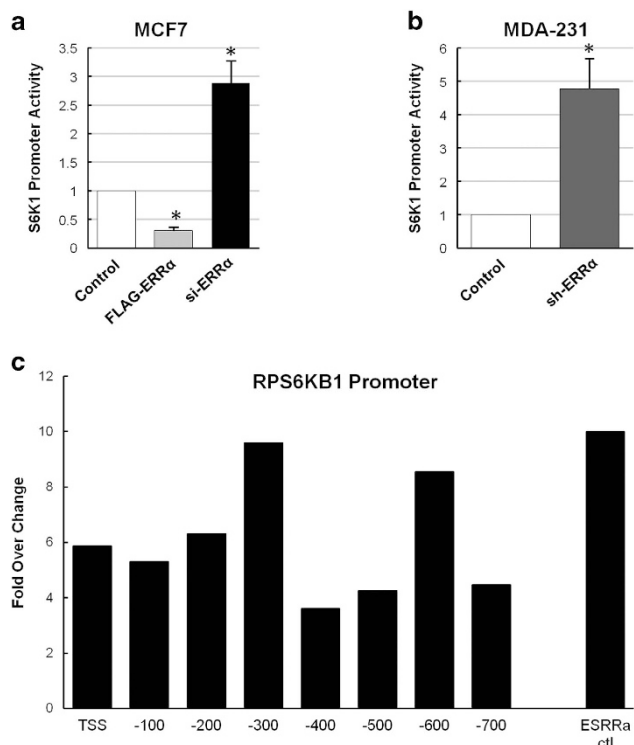 a
MCF7
S6K1 Promoter Activity
3.5
3
2.5
2
1.5
1
0.5
0
Control
FLAG-ERRα
si-ERRα
*
*
b
MDA-231
S6K1 Promoter Activity
6
5
4
3
2
1
0
Control
sh-ERRα
*
c
RPS6KB1 Promoter
Fold Over Change
12
10
8
6
4
2
0
TSS -100 -200 -300 -400 -500 -600 -700 ESRRa
ctl